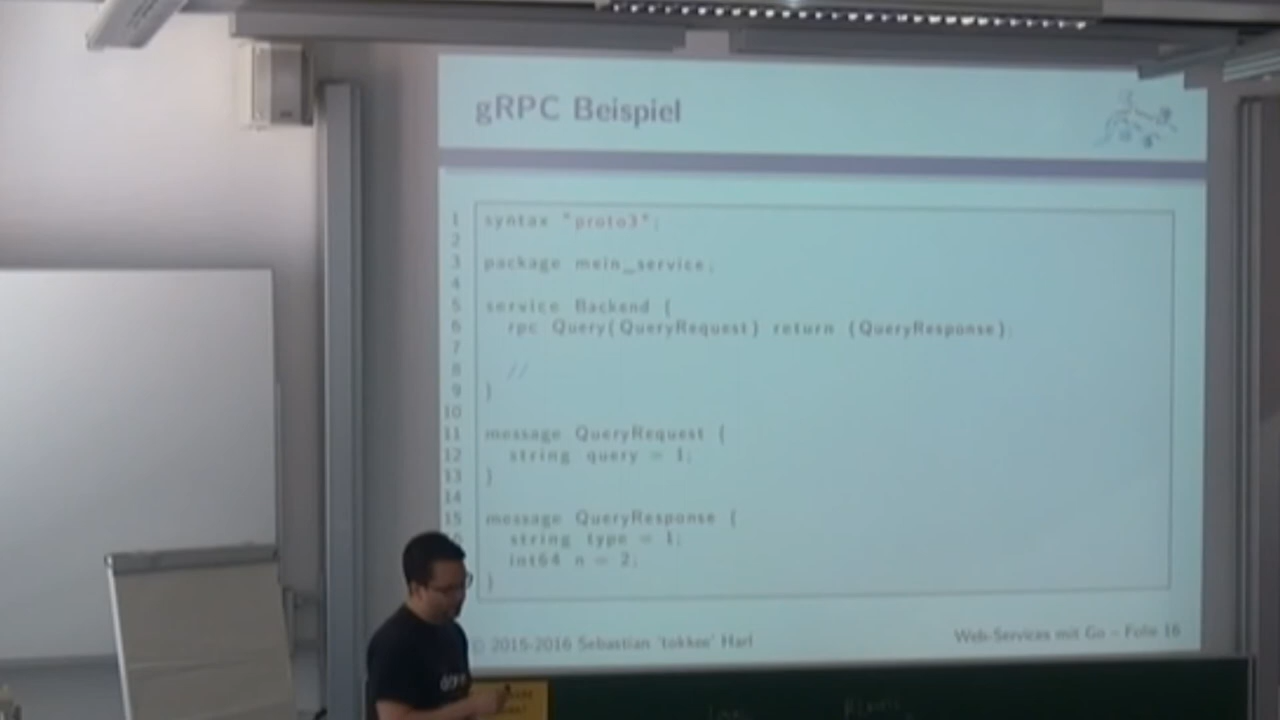 gRPC Beispiel
1 syntax "proto3";
2
3 package mein_service;
4
5 service Backend {
6 rpc Query(QueryRequest) return (QueryResponse);
7
8 //
9 }
10
11 message QueryRequest {
12 string query = 1;
13 }
14
15 message QueryResponse {
string type = 1;
int64 n = 2;
}
© 2015-2016 Sebastian 'tokkee' Harl
Web-Services mit Go – Folie 16